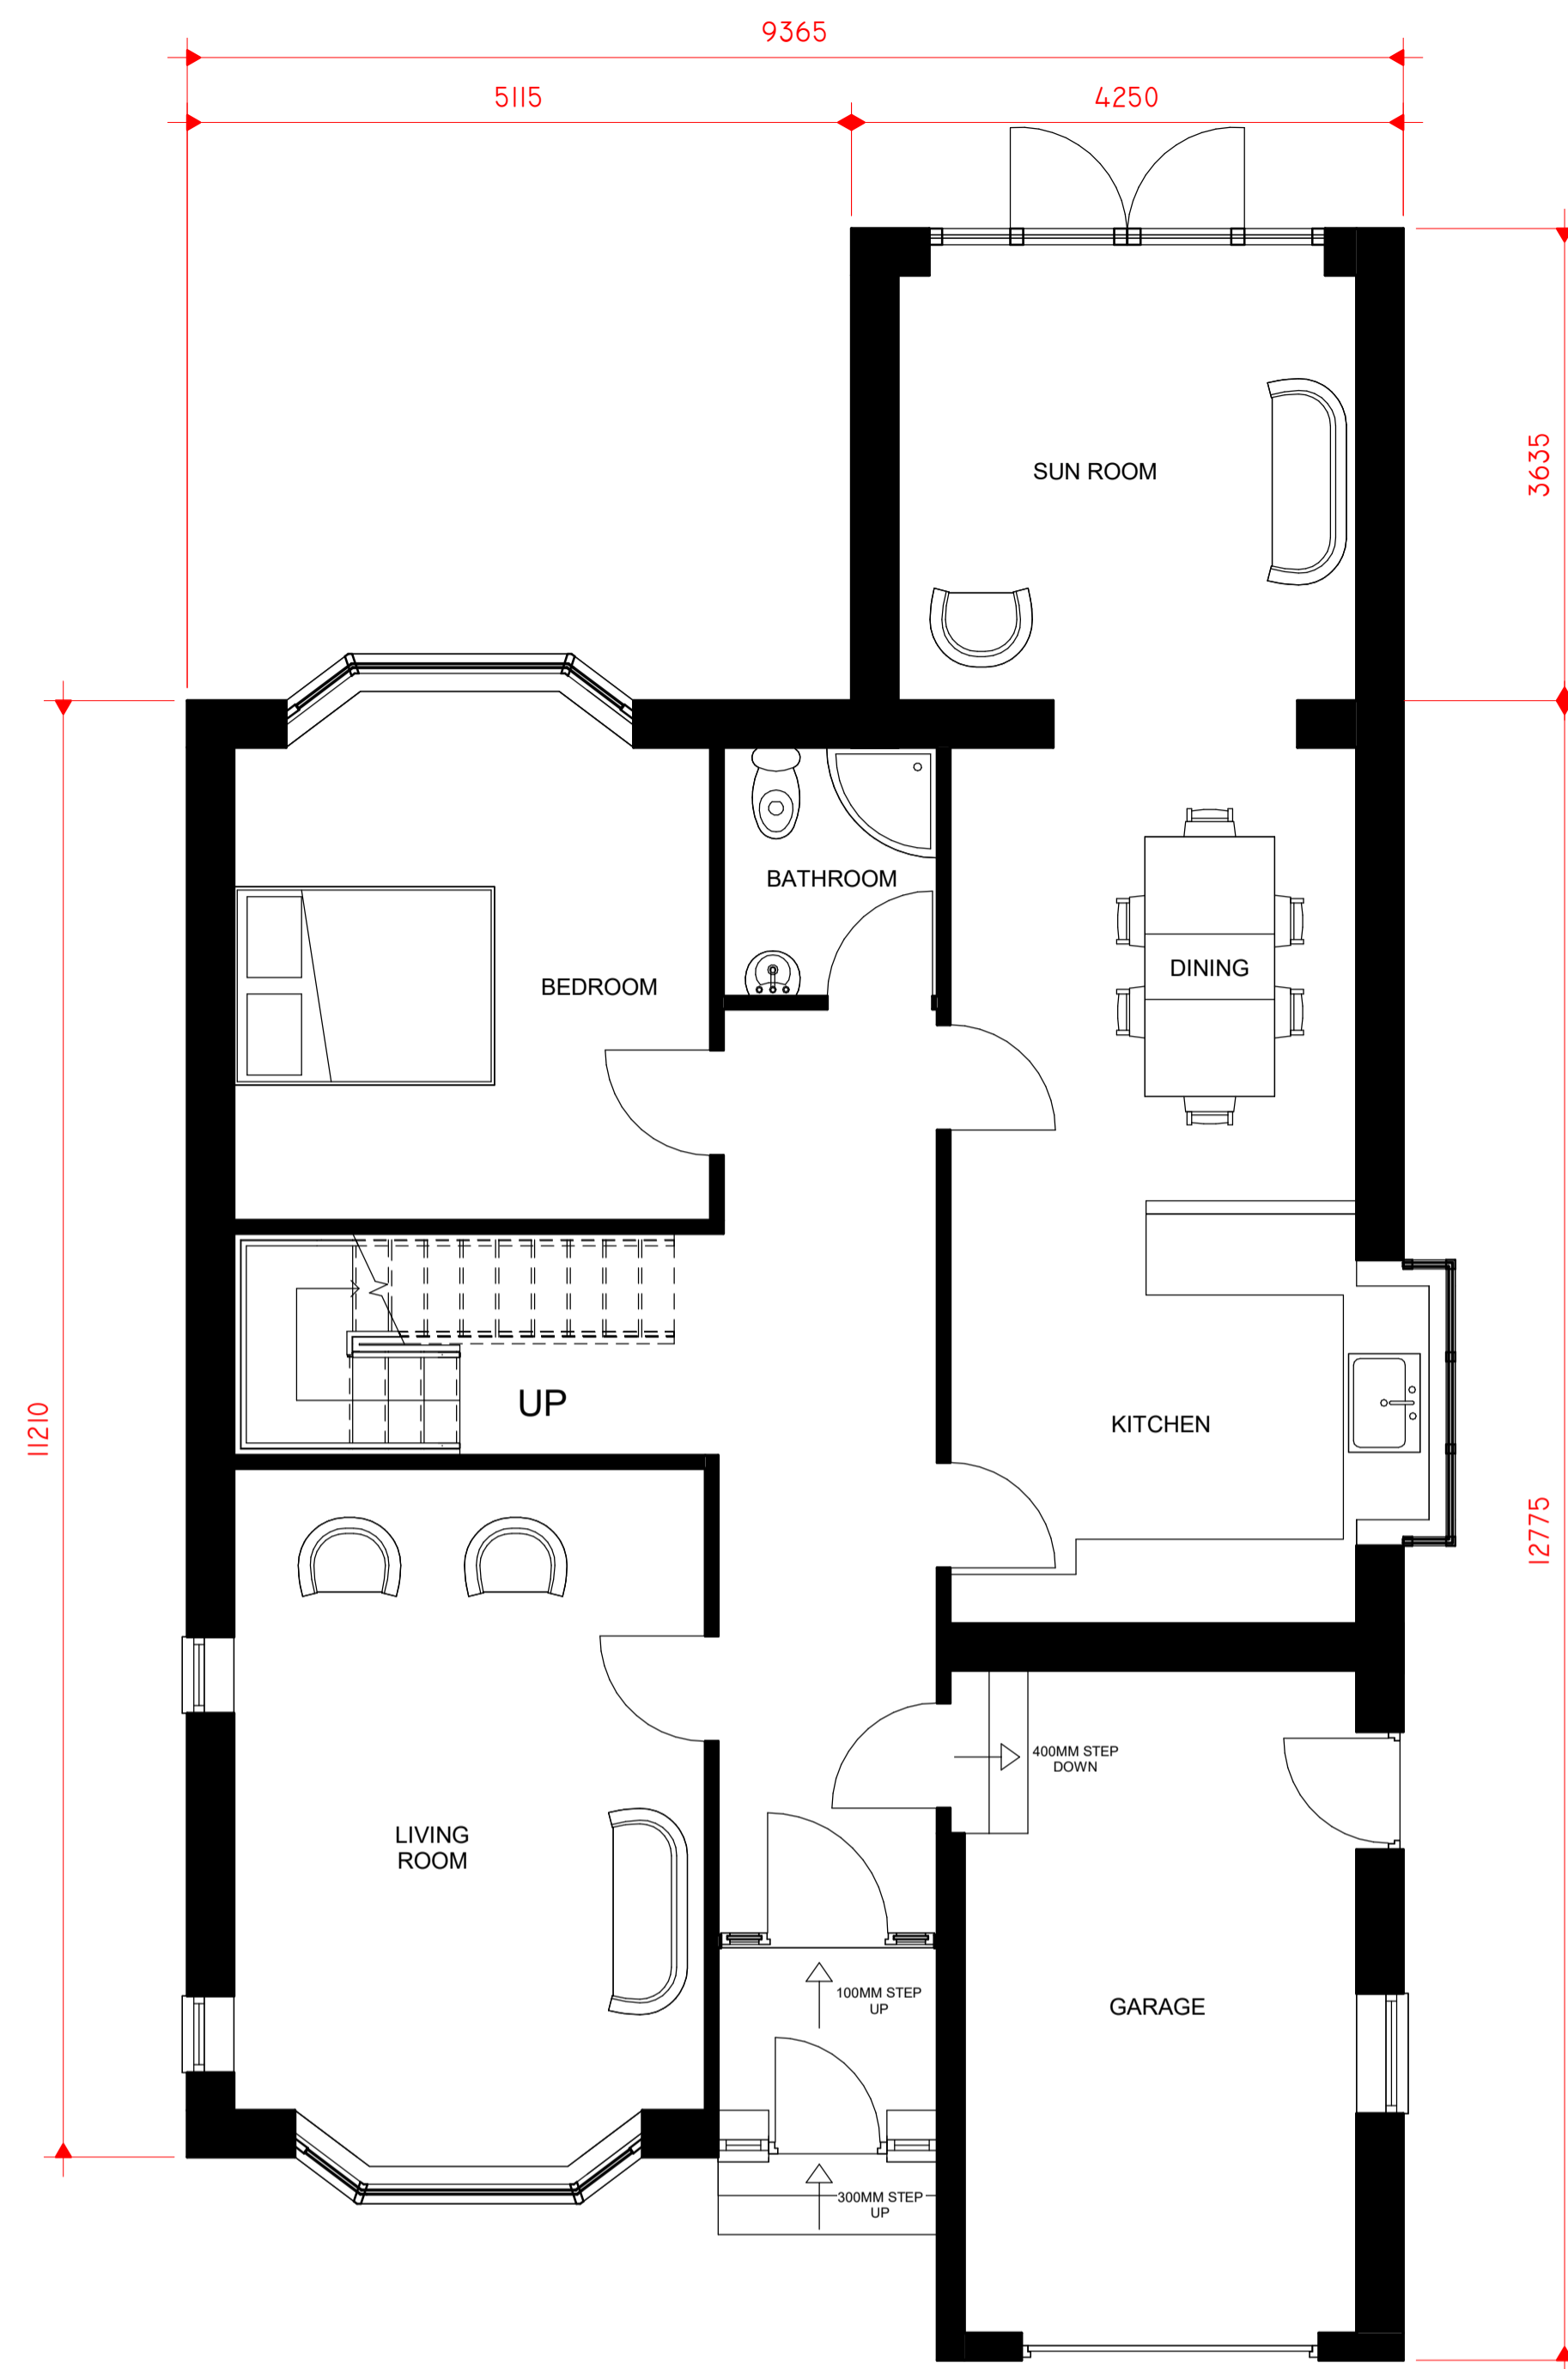 9365
5115
4250
3635
SUN ROOM
BATHROOM
DINING
BEDROOM
11210
UP
KITCHEN
12775
400MM STEP
DOWN
LIVING
ROOM
100MM STEP
UP
GARAGE
300MM STEP
UP